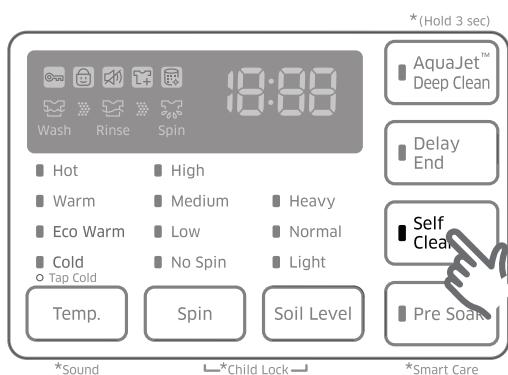 *(Hold 3 sec)
AquaJet™
Deep Clean
18:88
Wash Rinse Spin
Delay
End
Hot High
Warm Medium Heavy
Self
Clean
Eco Warm Low Normal
Cold No Spin Light
Tap Cold
Temp. Spin Soil Level Pre Soak
*Sound *Child Lock *Smart Care